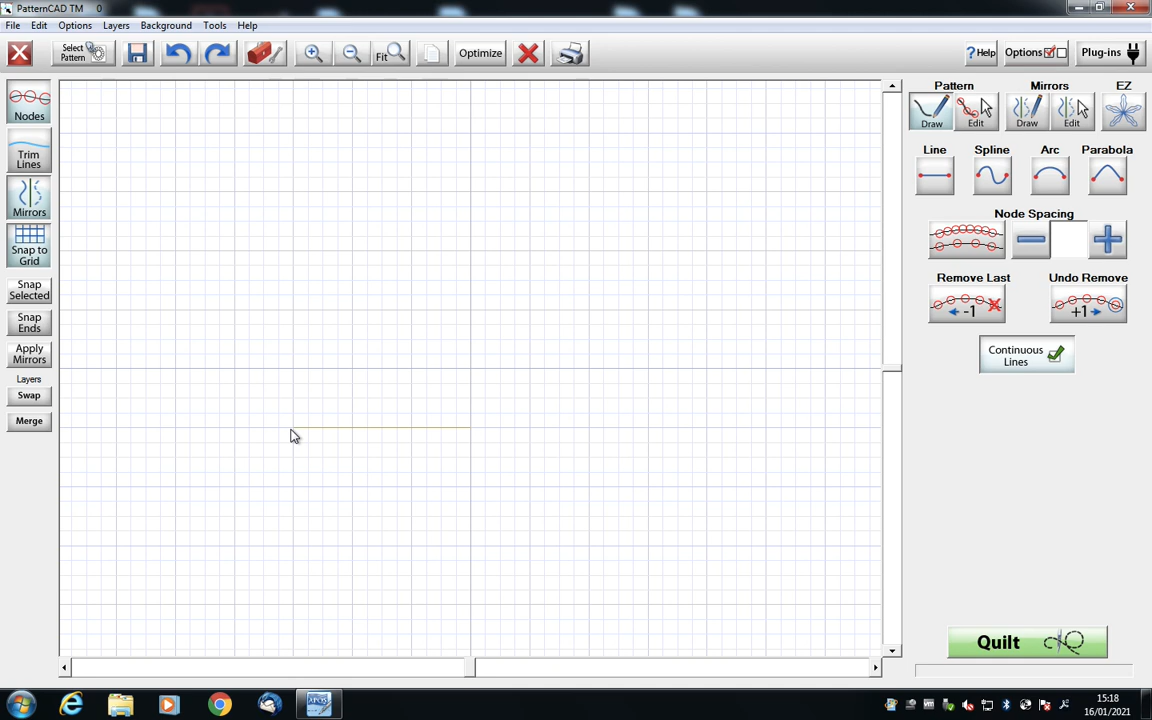 PatternCAD TM 0
File Edit Options Layers Background Tools Help
Select Pattern
Fit
Optimize
?Help
Options
Plug-ins
Nodes
Trim Lines
Mirrors
Snap to Grid
Snap Selected
Snap Ends
Apply Mirrors
Layers
Swap
Merge
Pattern Mirrors EZ
Draw Edit Draw Edit
Line Spline Arc Parabola
Node Spacing
Remove Last Undo Remove
-1 +1
Continuous Lines
Quilt
APQS
15:18
16/01/2021